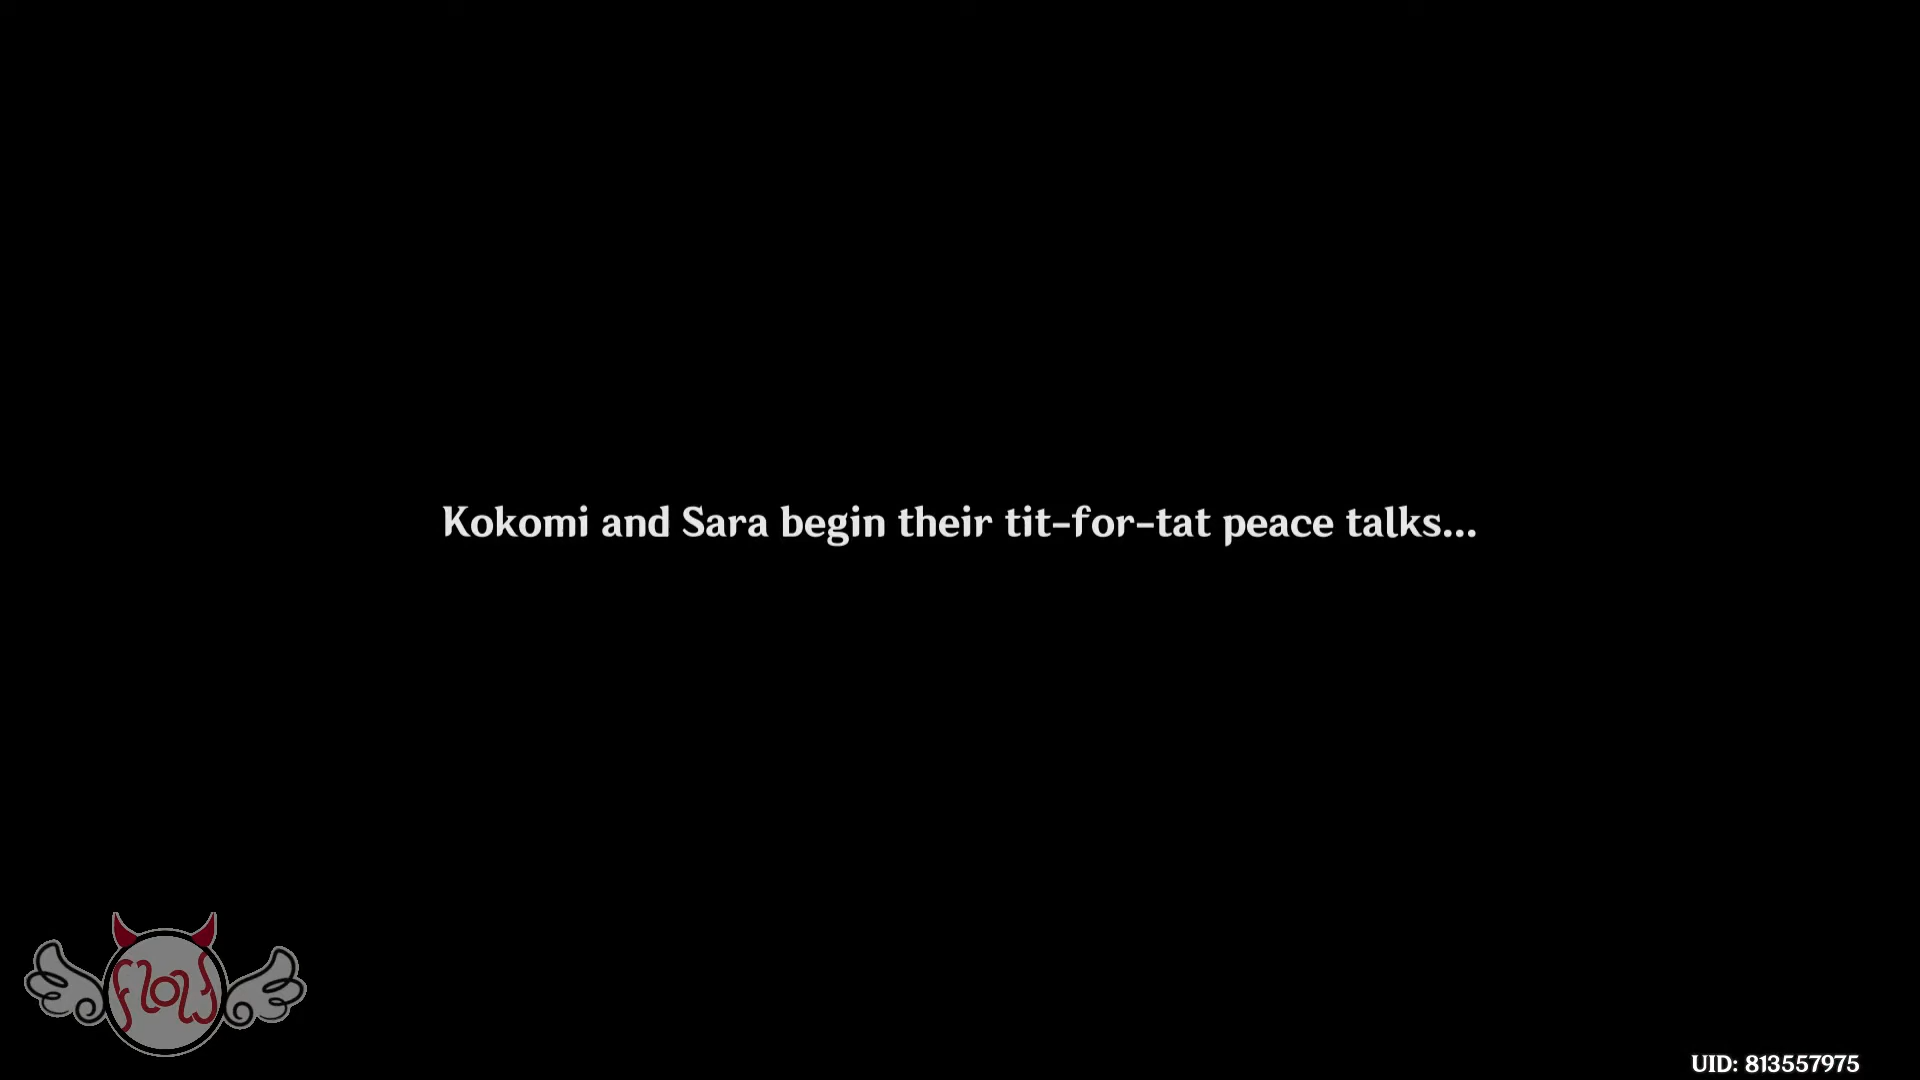 Kokomi and Sara begin their tit-for-tat peace talks...
UID: 813557975